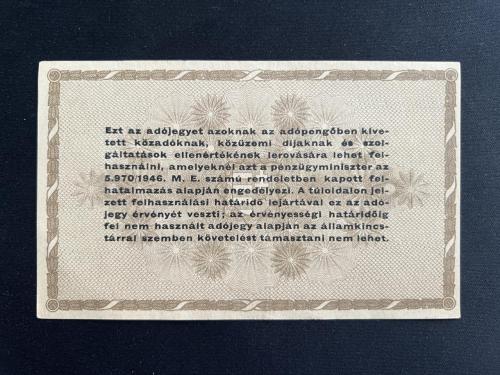 Ezt az adójegyet azoknak az adópengőben kive-
tett közadóknak, közüzemi díjaknak és szol-
gáltatások ellenértékének lerovására lehet fel-
használni, amelyeknél azt a pénzügyminiszter az
5.970/1946. M. E. számú rendeletben kapott fel-
hatalmazás alapján engedélyezi. A túloldalon jel-
zett felhasználási határidő lejártával ez az adó-
jegy érvényét veszti; az érvényességi határidőig
fel nem használt adójegy alapján az államkincs-
tárral szemben követelést támasztani nem lehet.